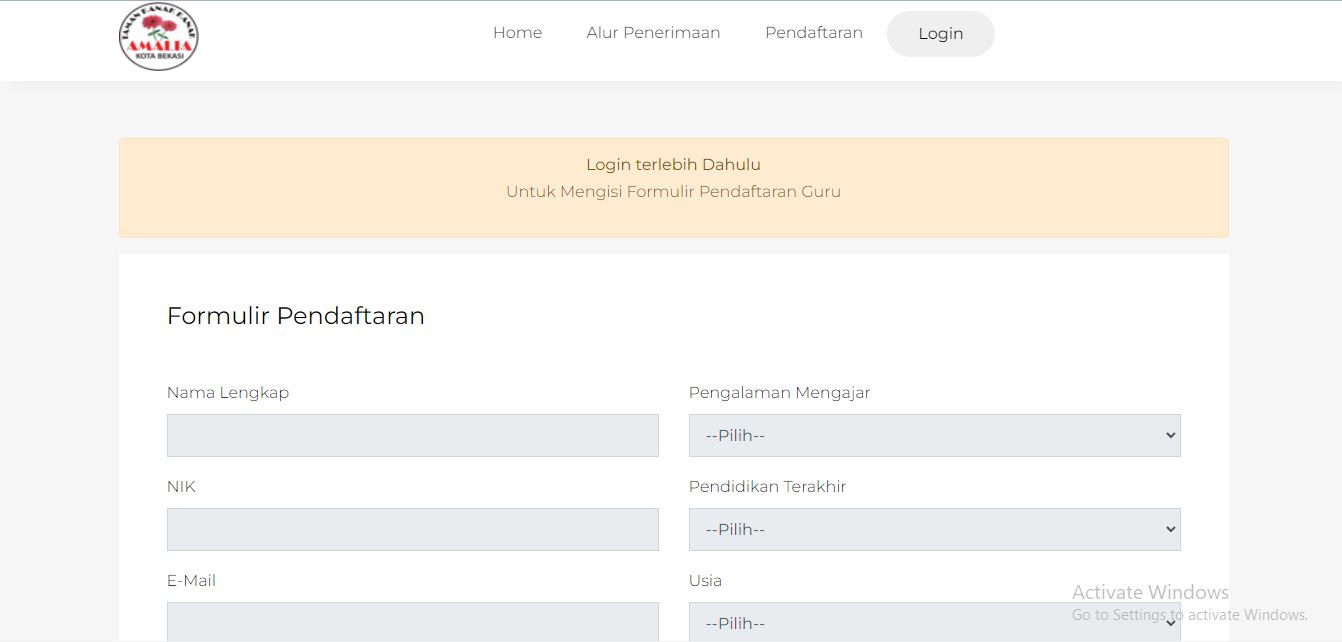 TAMAN KANAK KANAK
AMALIA
KOTA BEKASI
Home
Alur Penerimaan
Pendaftaran
Login
Login terlebih Dahulu
Untuk Mengisi Formulir Pendaftaran Guru
Formulir Pendaftaran
Nama Lengkap
Pengalaman Mengajar
--Pilih--
NIK
Pendidikan Terakhir
--Pilih--
E-Mail
Usia
--Pilih--
Activate Windows
Go to Settings to activate Windows.